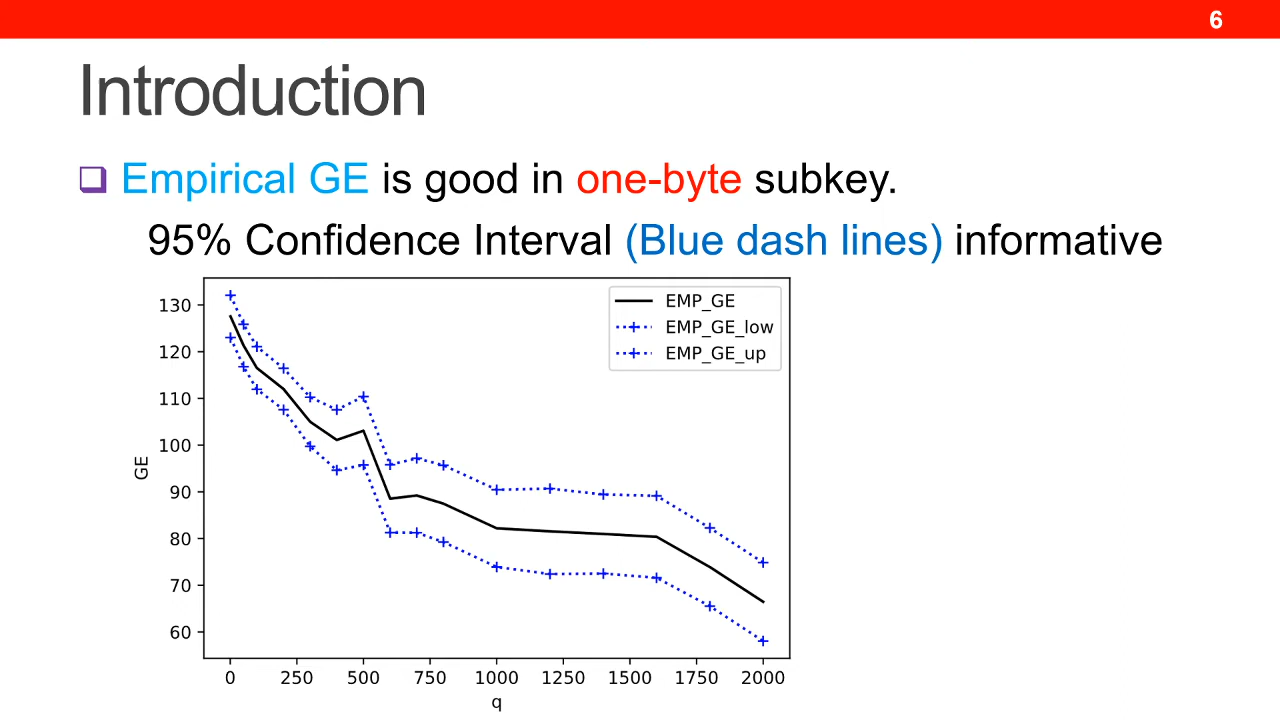 6
Introduction
❑ Empirical GE is good in one-byte subkey.
95% Confidence Interval (Blue dash lines) informative
EMP_GE
EMP_GE_low
EMP_GE_up
130
120
110
100
90
80
70
60
GE
0 250 500 750 1000 1250 1500 1750 2000
q